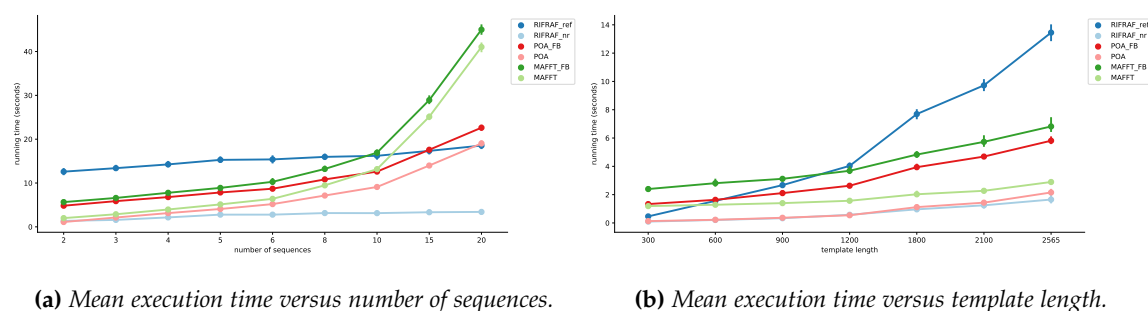 RIFRAF_ref
RIFRAF_nr
POA_FB
POA
MAFFT_FB
MAFFT
running time (seconds)
40
30
20
10
0
2 3 4 5 6 8 10 15 20
number of sequences
(a) Mean execution time versus number of sequences.
RIFRAF_ref
RIFRAF_nr
POA_FB
POA
MAFFT_FB
MAFFT
running time (seconds)
14
12
10
8
6
4
2
0
300 600 900 1200 1800 2100 2565
template length
(b) Mean execution time versus template length.